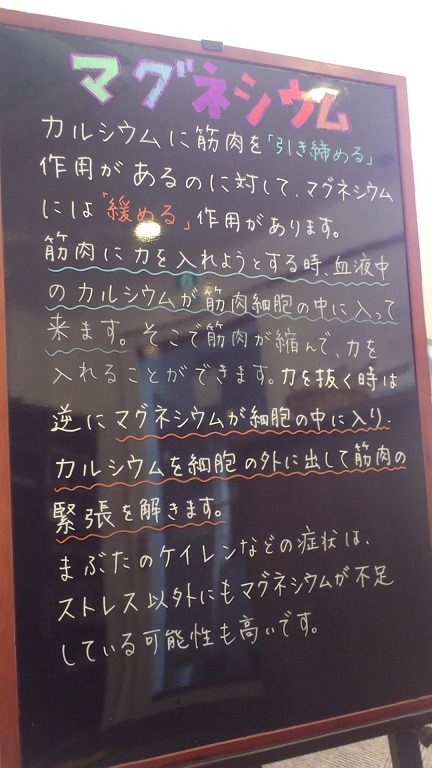 マグネシウム
カルシウムに筋肉を「引き締める」
作用があるのに対して、マグネシウム
には「緩める」作用があります。
筋肉に力を入れようとする時、血液中
のカルシウムが筋肉細胞の中に入って
来ます。そこで筋肉が縮んで、力を
入れることができます。力を抜く時は
逆にマグネシウムが細胞の中に入り、
カルシウムを細胞の外に出して筋肉の
緊張を解きます。
まぶたのケイレンなどの症状は、
ストレス以外にもマグネシウムが不足
している可能性も高いです。